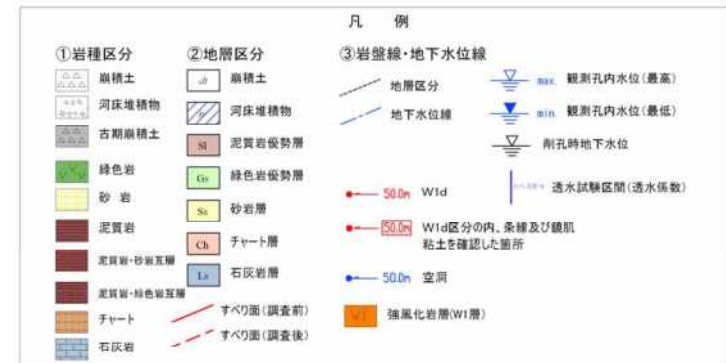 凡 例
①岩種区分
崩積土
河床堆積物
古期崩積土
緑色岩
砂 岩
泥質岩
泥質岩・砂岩互層
泥質岩・緑色岩互層
チャート
石灰岩
②地層区分
dt 崩積土
河床堆積物
Sl 泥質岩優勢層
Gs 緑色岩優勢層
Ss 砂岩層
Ch チャート層
Ls 石灰岩層
すべり面(調査前)
すべり面(調査後)
③岩盤線・地下水位線
地層区分
地下水位線
50.0m W1d
50.0m W1d区分の内、条線及び鏡肌
粘土を確認した箇所
50.0m 空洞
W1 強風化岩層(W1層)
max. 観測孔内水位(最高)
min. 観測孔内水位(最低)
削孔時地下水位
透水試験区間(透水係数)